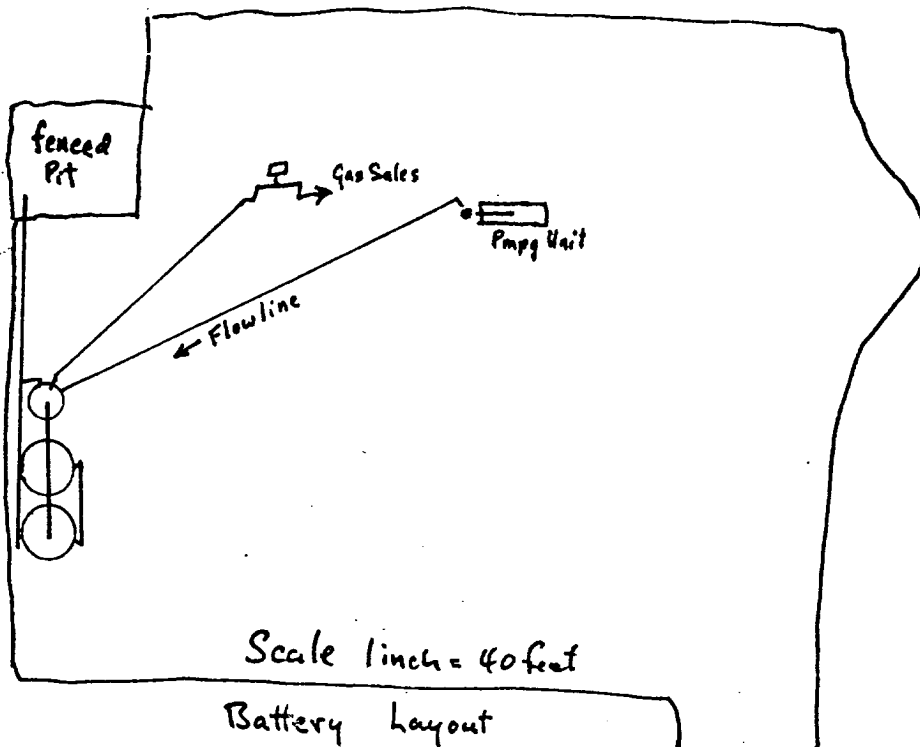 fenced
Pit
Gas Sales
Pmpg Unit
Flowline
Scale 1inch = 40 feet
Battery Layout